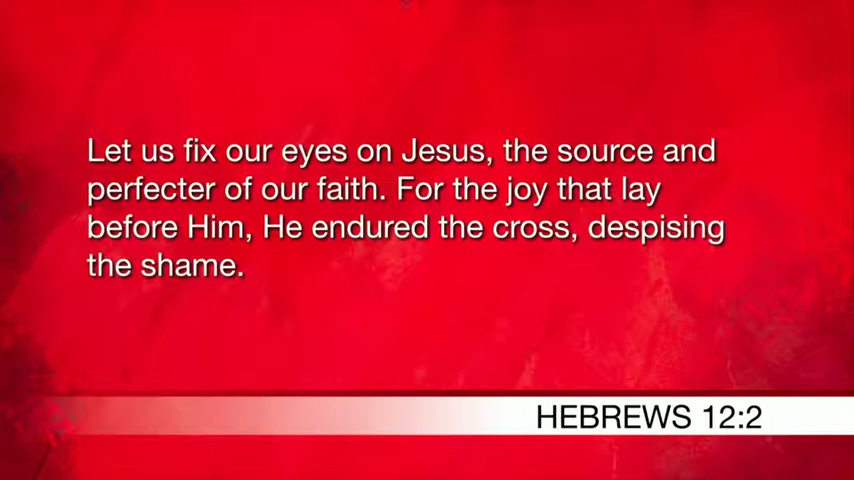 Let us fix our eyes on Jesus, the source and
perfecter of our faith. For the joy that lay
before Him, He endured the cross, despising
the shame.
HEBREWS 12:2